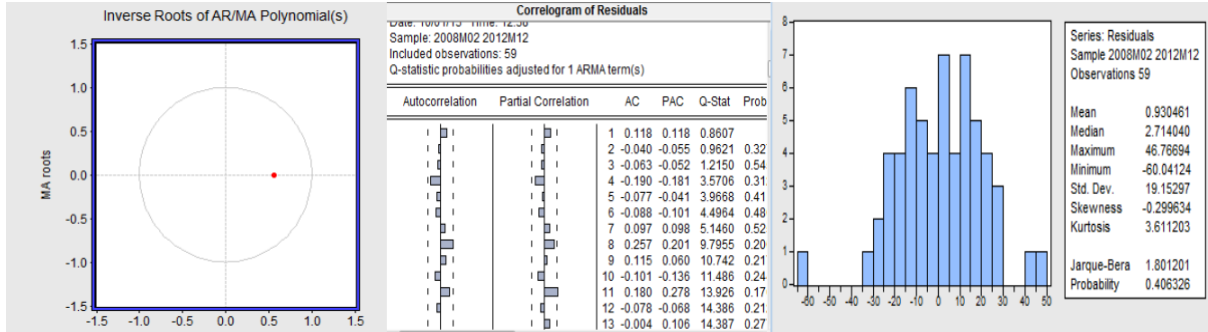 Inverse Roots of AR/MA Polynomial(s)
MA roots
1.5
1.0
0.5
0.0
-0.5
-1.0
-1.5
-1.5 -1.0 -0.5 0.0 0.5 1.0 1.5
Correlogram of Residuals
Sample: 2008M02 2012M12
Included observations: 59
Q-statistic probabilities adjusted for 1 ARMA term(s)
Autocorrelation Partial Correlation AC PAC Q-Stat Prob
1 0.118 0.118 0.8607
2 -0.040 -0.055 0.9621 0.32
3 -0.063 -0.052 1.2150 0.54
4 -0.190 -0.181 3.5706 0.31
5 -0.077 -0.041 3.9668 0.41
6 -0.088 -0.101 4.4964 0.48
7 0.097 0.098 5.1460 0.52
8 0.257 0.201 9.7955 0.20
9 0.115 0.060 10.742 0.21
10 -0.101 -0.136 11.486 0.24
11 0.180 0.278 13.926 0.17
12 -0.078 -0.068 14.386 0.21
13 -0.004 0.106 14.387 0.27
8
7
6
5
4
3
2
1
0
-60 -50 -40 -30 -20 -10 0 10 20 30 40 50
Series: Residuals
Sample 2008M02 2012M12
Observations 59
Mean 0.930461
Median 2.714040
Maximum 46.76694
Minimum -60.04124
Std. Dev. 19.15297
Skewness -0.299634
Kurtosis 3.611203
Jarque-Bera 1.801201
Probability 0.406326